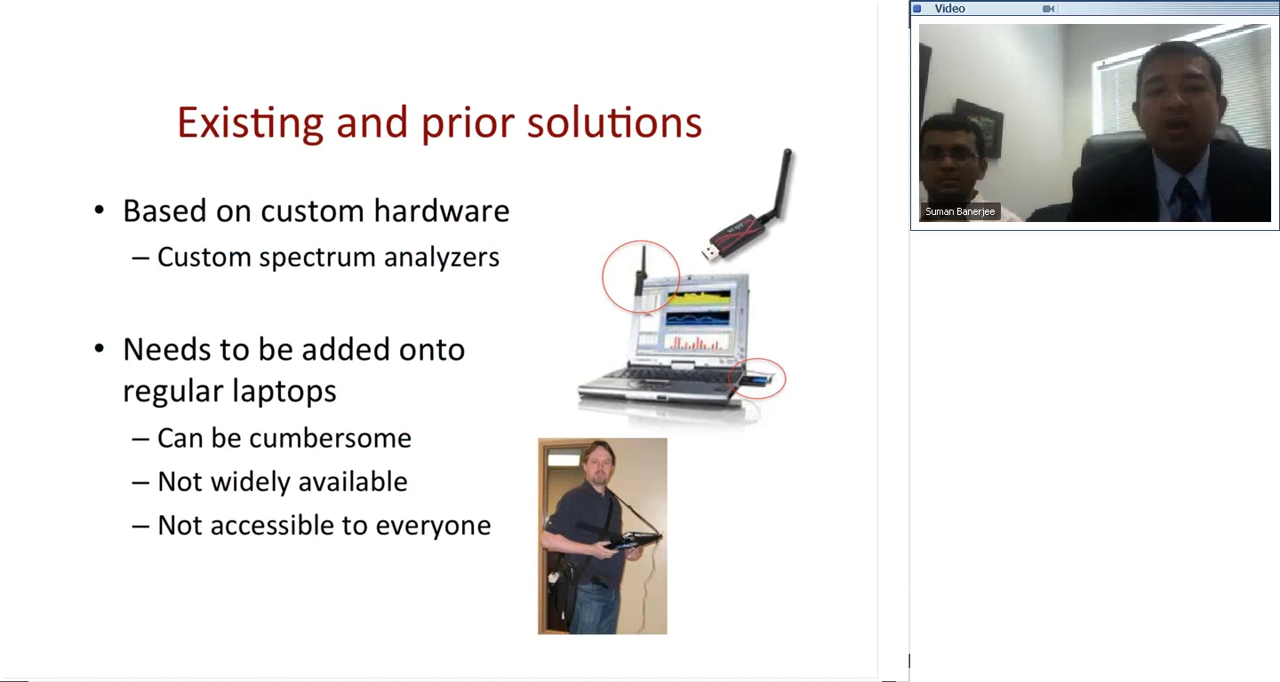 Existing and prior solutions
• Based on custom hardware
– Custom spectrum analyzers
• Needs to be added onto
regular laptops
– Can be cumbersome
– Not widely available
– Not accessible to everyone
Video
Suman Banerjee